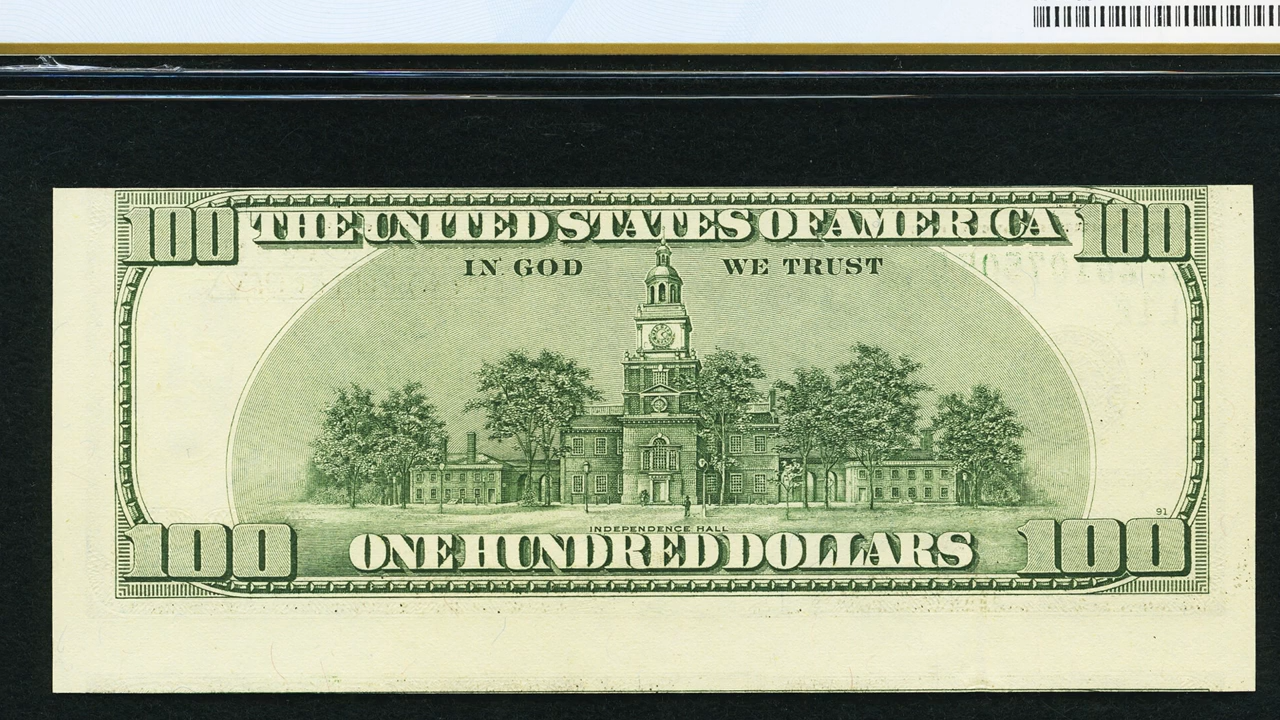 100 THE UNITED STATES OF AMERICA 100
IN GOD WE TRUST
91
INDEPENDENCE HALL
100 ONE HUNDRED DOLLARS 100